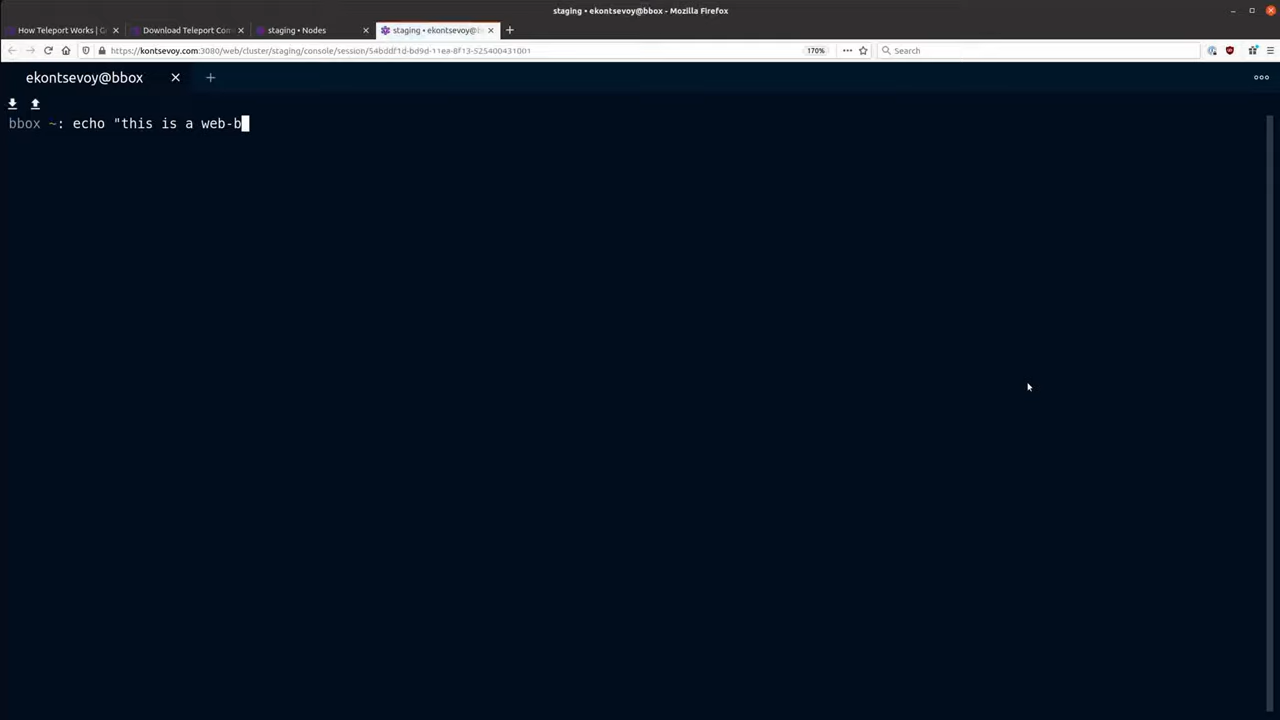 staging • ekontsevoy@bbox - Mozilla Firefox
How Teleport Works | G
Download Teleport Com
staging • Nodes
staging • ekontsevoy@b
https://kontsevoy.com:3080/web/cluster/staging/console/session/54bddf1d-bd9d-11ea-8f13-525400431001
170%
Search
ekontsevoy@bbox
bbox ~: echo "this is a web-b